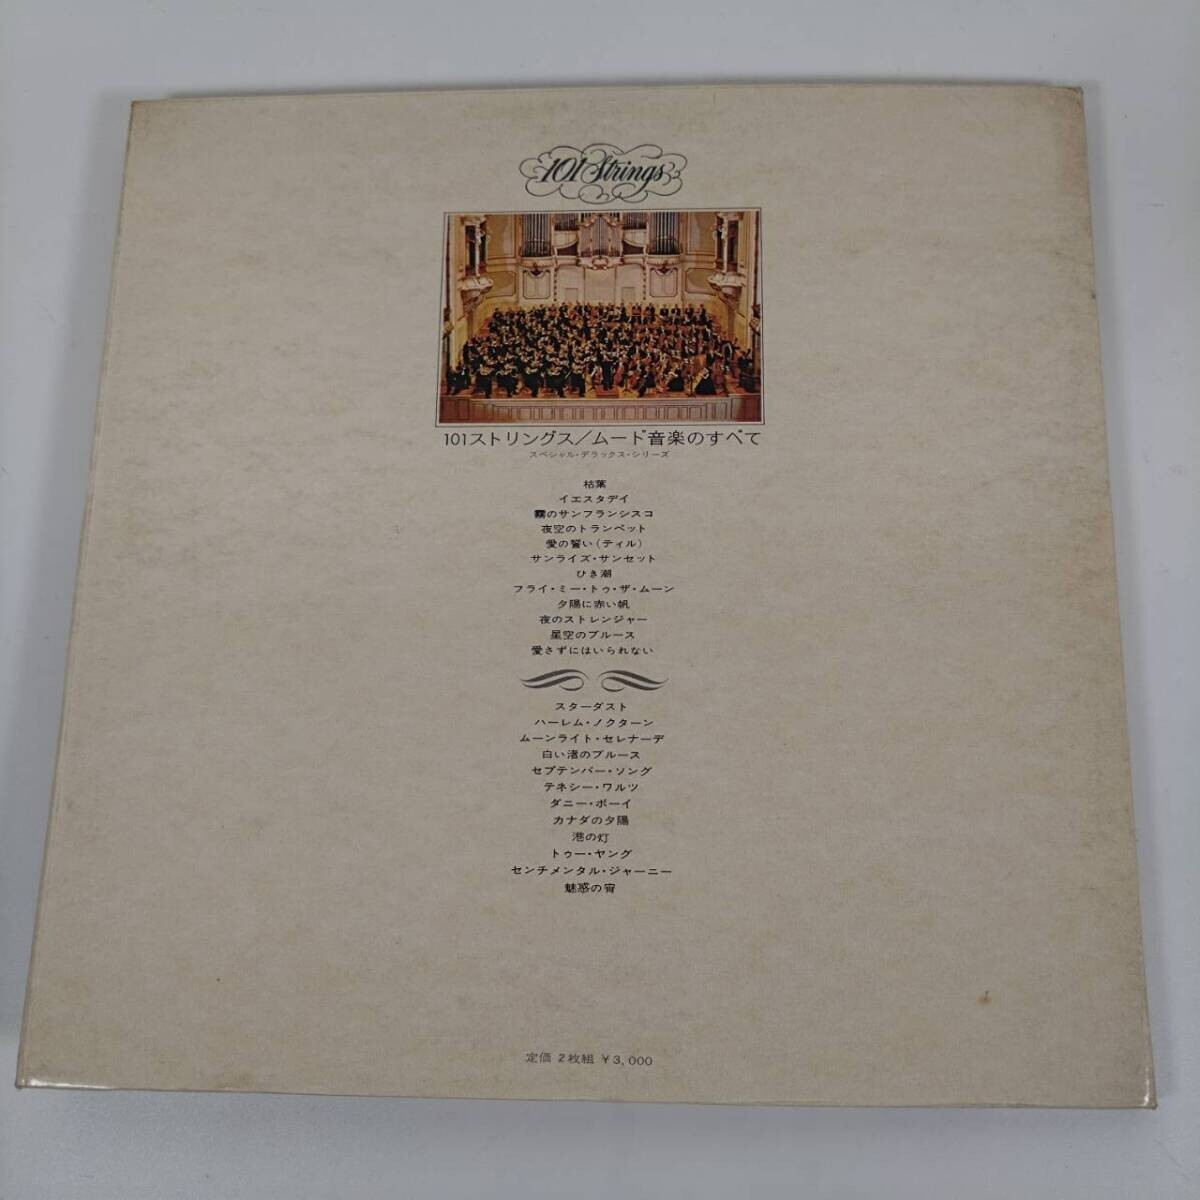 101 Strings
101ストリングス/ムード音楽のすべて
スペシャル・デラックス・シリーズ
枯葉
イエスタデイ
霧のサンフランシスコ
夜空のトランペット
愛の誓い(ティル)
サンライズ・サンセット
ひき潮
フライ・ミー・トゥ・ザ・ムーン
夕陽に赤い帆
夜のストレンジャー
星空のブルース
愛さずにはいられない
スターダスト
ハーレム・ノクターン
ムーンライト・セレナーデ
白い渚のブルース
セプテンバー・ソング
テネシー・ワルツ
ダニー・ボーイ
カナダの夕陽
港の灯
トゥー・ヤング
センチメンタル・ジャーニー
魅惑の宵
定価 2枚組 ¥3,000